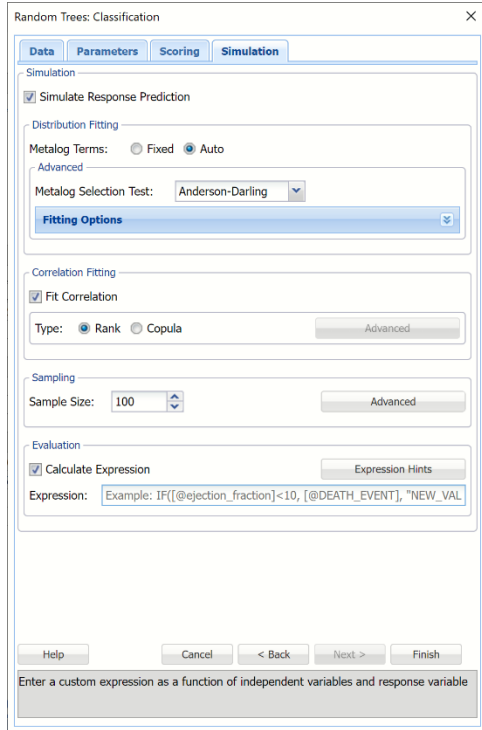 Random Trees: Classification
Data Parameters Scoring Simulation
Simulation
Simulate Response Prediction
Distribution Fitting
Metalog Terms: Fixed Auto
Advanced
Metalog Selection Test: Anderson-Darling
Fitting Options
Correlation Fitting
Fit Correlation
Type: Rank Copula Advanced
Sampling
Sample Size: 100 Advanced
Evaluation
Calculate Expression Expression Hints
Expression: Example: IF([@ejection_fraction]<10, [@DEATH_EVENT], "NEW_VAL
Help Cancel < Back Next > Finish
Enter a custom expression as a function of independent variables and response variable